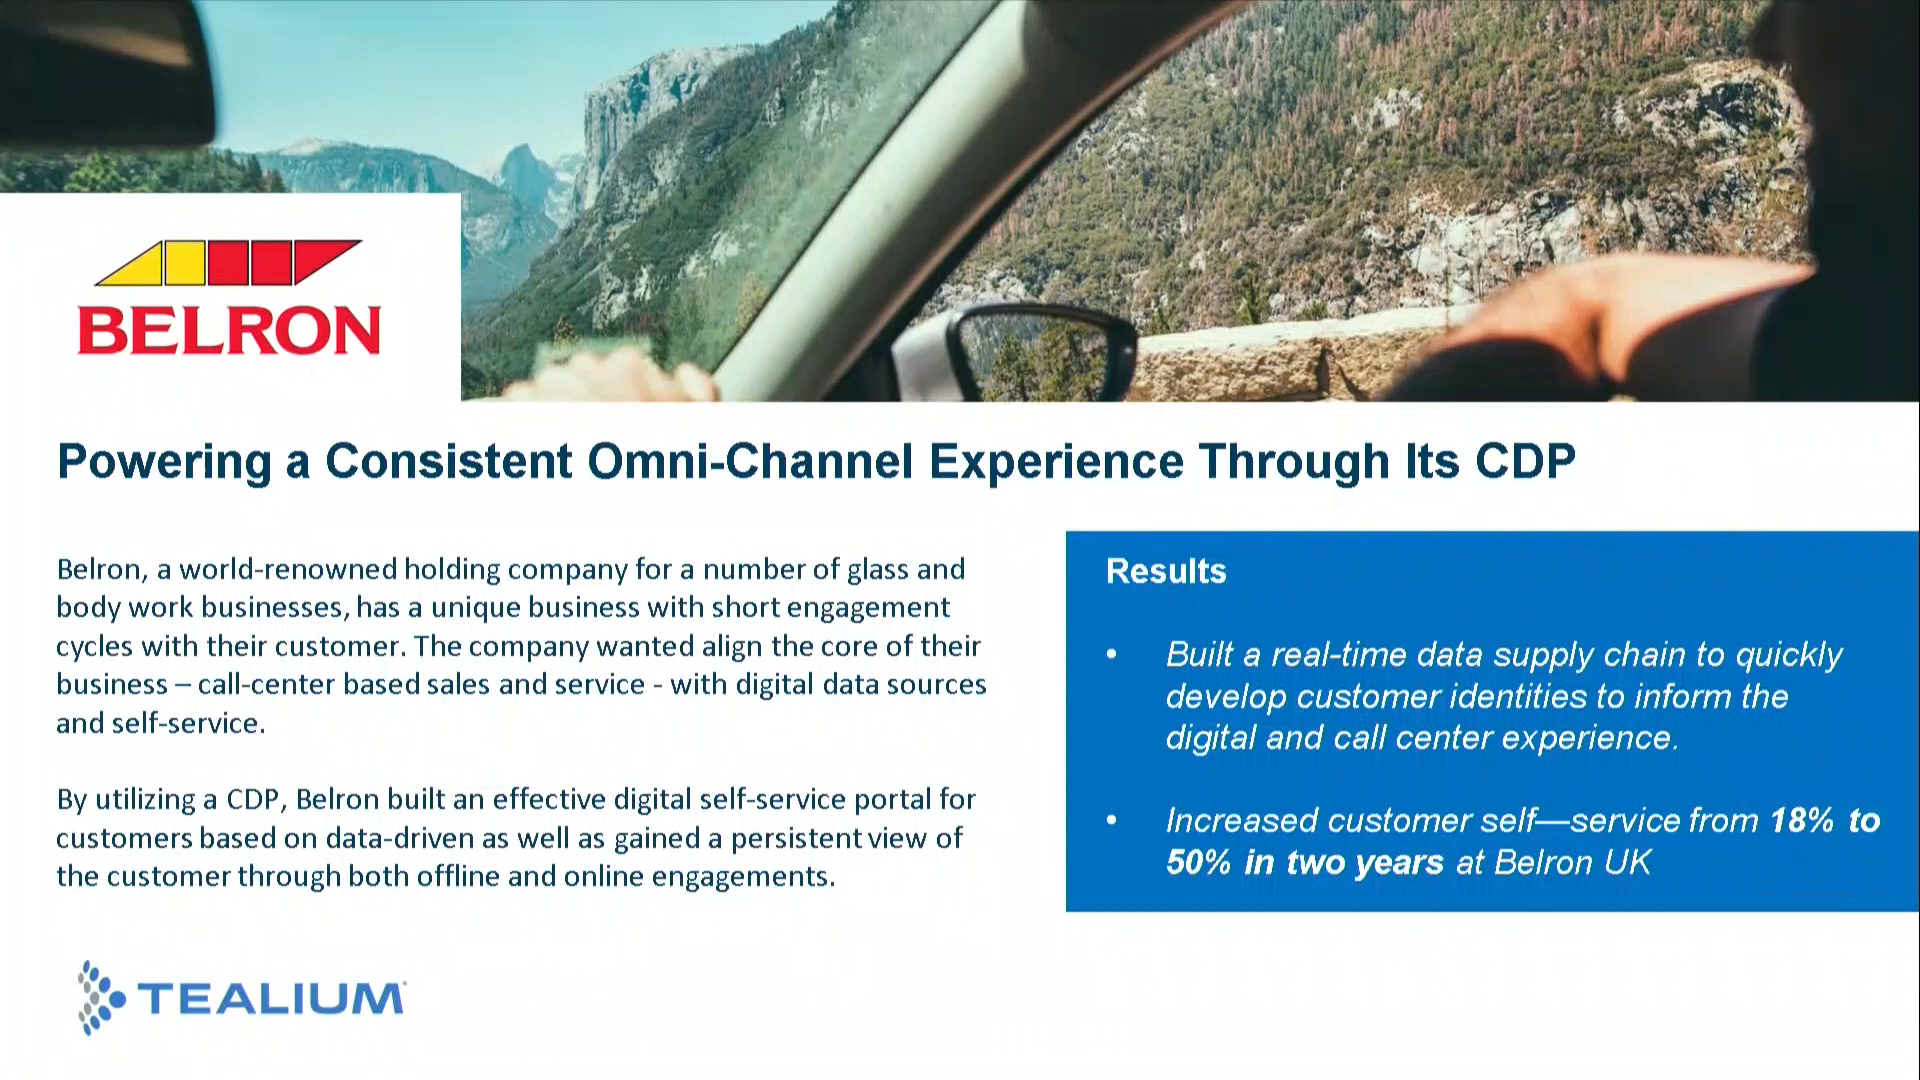 BELRON
Powering a Consistent Omni-Channel Experience Through Its CDP
Belron, a world-renowned holding company for a number of glass and
body work businesses, has a unique business with short engagement
cycles with their customer. The company wanted align the core of their
business – call-center based sales and service - with digital data sources
and self-service.
By utilizing a CDP, Belron built an effective digital self-service portal for
customers based on data-driven as well as gained a persistent view of
the customer through both offline and online engagements.
Results
• Built a real-time data supply chain to quickly
develop customer identities to inform the
digital and call center experience.
• Increased customer self—service from 18% to
50% in two years at Belron UK
TEALIUM